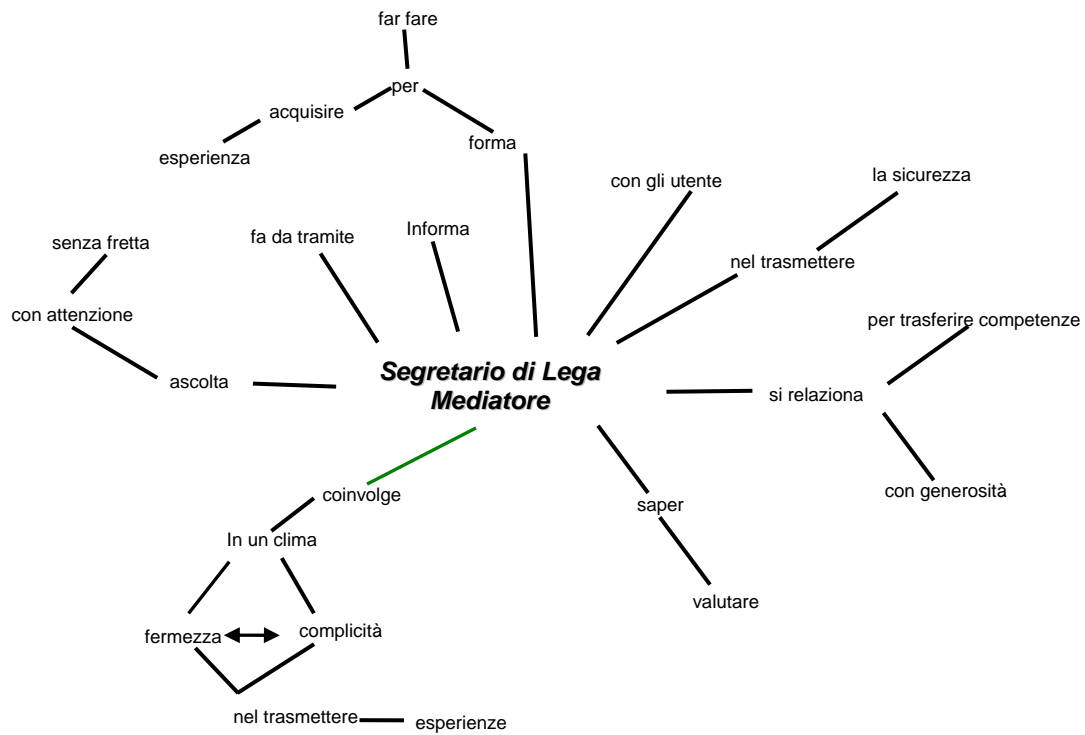 far fare
per
acquisire
forma
esperienza
con gli utente
la sicurezza
Informa
fa da tramite
senza fretta
nel trasmettere
con attenzione
per trasferire competenze
Segretario di Lega
Mediatore
ascolta
si relaziona
coinvolge
con generosità
saper
In un clima
valutare
fermezza
complicità
nel trasmettere
esperienze